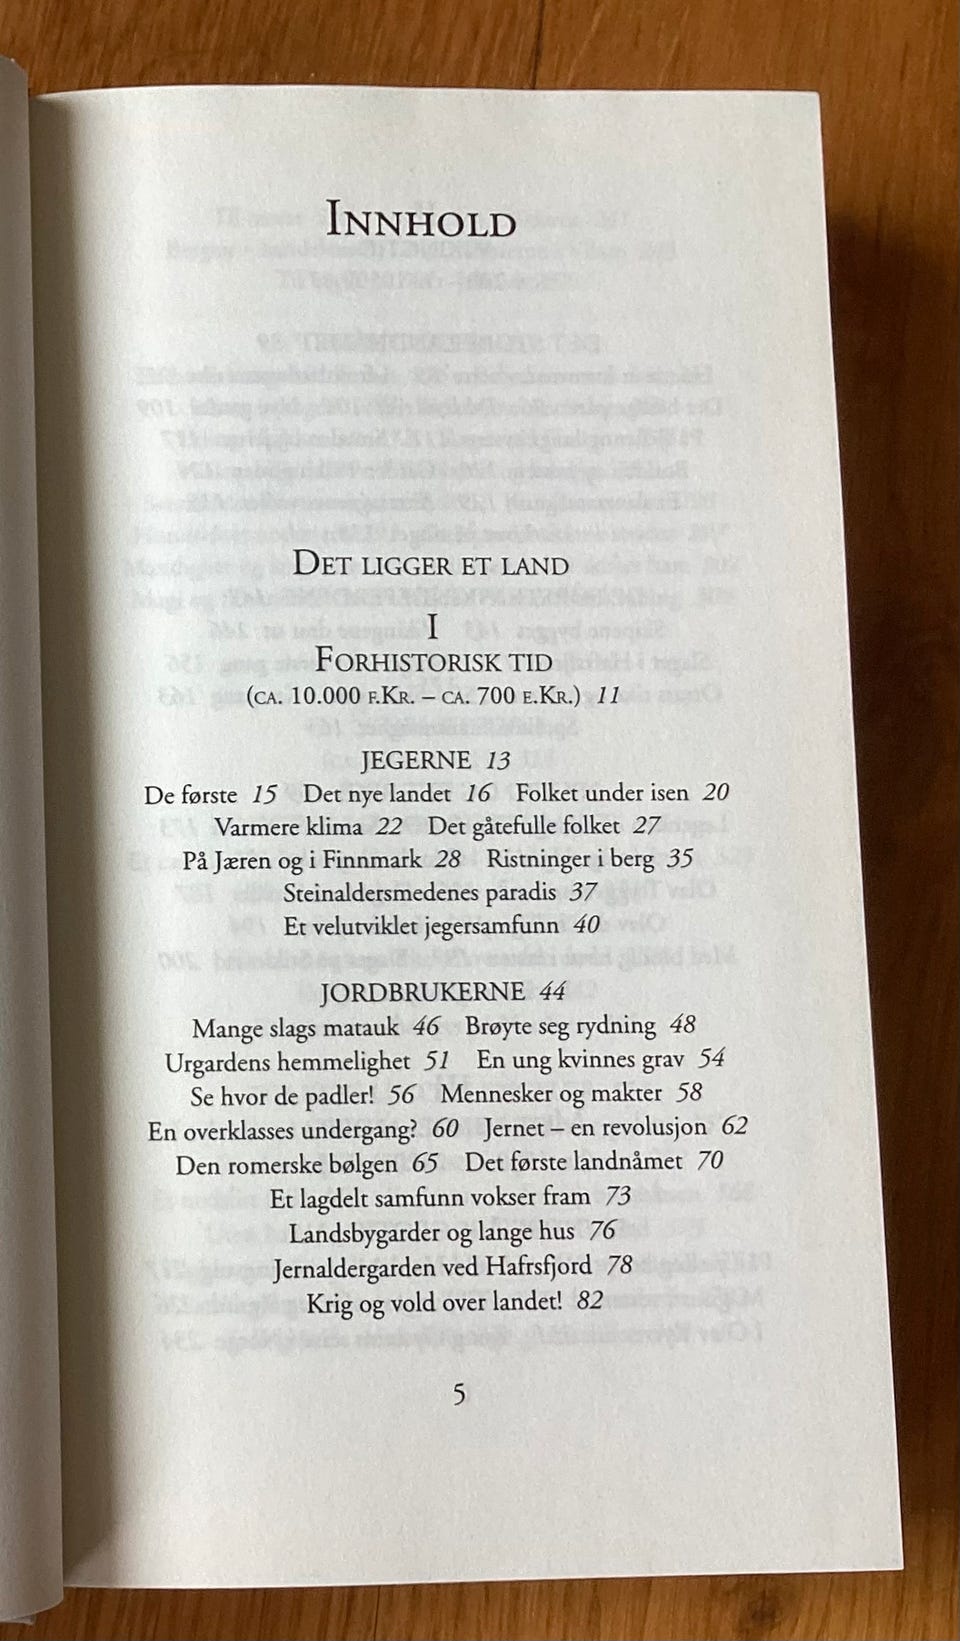 INNHOLD
DET LIGGER ET LAND
I
FORHISTORISK TID
(CA. 10.000 F.KR. – CA. 700 E.KR.) 11
JEGERNE 13
De første 15 Det nye landet 16 Folket under isen 20
Varmere klima 22 Det gåtefulle folket 27
På Jæren og i Finnmark 28 Ristninger i berg 35
Steinaldersmedenes paradis 37
Et velutviklet jegersamfunn 40
JORDBRUKERNE 44
Mange slags matauk 46 Brøyte seg rydning 48
Urgardens hemmelighet 51 En ung kvinnes grav 54
Se hvor de padler! 56 Mennesker og makter 58
En overklasses undergang? 60 Jernet – en revolusjon 62
Den romerske bølgen 65 Det første landnåmet 70
Et lagdelt samfunn vokser fram 73
Landsbygarder og lange hus 76
Jernaldergarden ved Hafrsfjord 78
Krig og vold over landet! 82
5